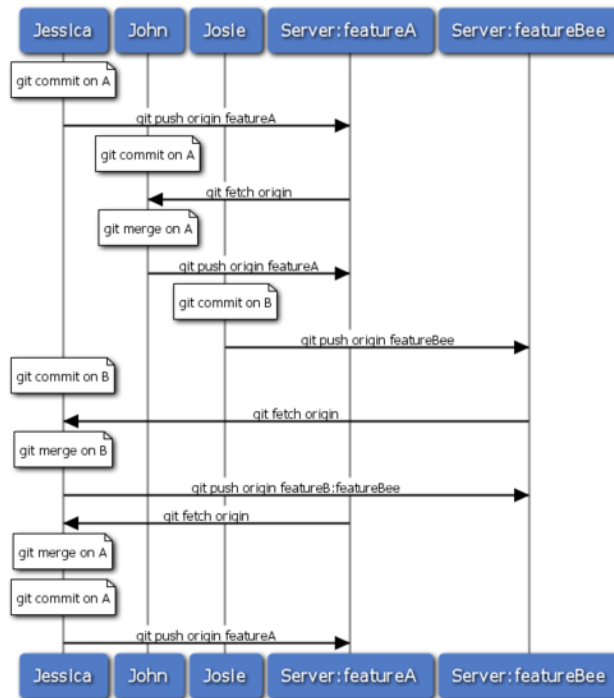 Jessica John Josie Server:featureA Server:featureBee
git commit on A
git push origin featureA
git commit on A
git fetch origin
git merge on A
git push origin featureA
git commit on B
git push origin featureBee
git commit on B
git fetch origin
git merge on B
git push origin featureB:featureBee
git fetch origin
git merge on A
git commit on A
git push origin featureA
Jessica John Josie Server:featureA Server:featureBee